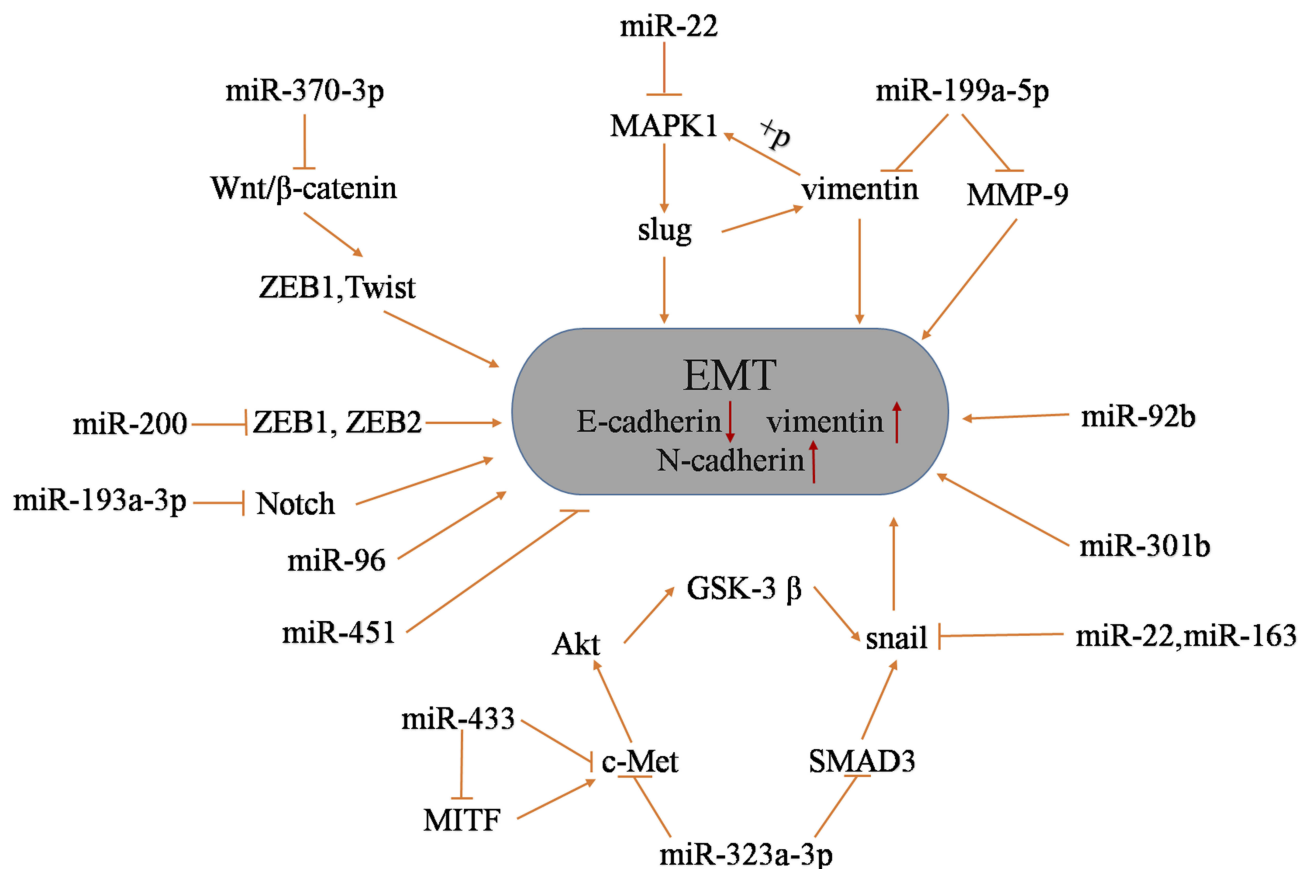 miR-22
miR-370-3p
miR-199a-5p
MAPK1
+p
Wnt/β-catenin
vimentin
MMP-9
slug
ZEB1,Twist
EMT
E-cadherin
vimentin
N-cadherin
miR-200
ZEB1, ZEB2
miR-92b
miR-193a-3p
Notch
miR-96
miR-301b
GSK-3 β
miR-451
Akt
snail
miR-22,miR-163
miR-433
c-Met
SMAD3
MITF
miR-323a-3p